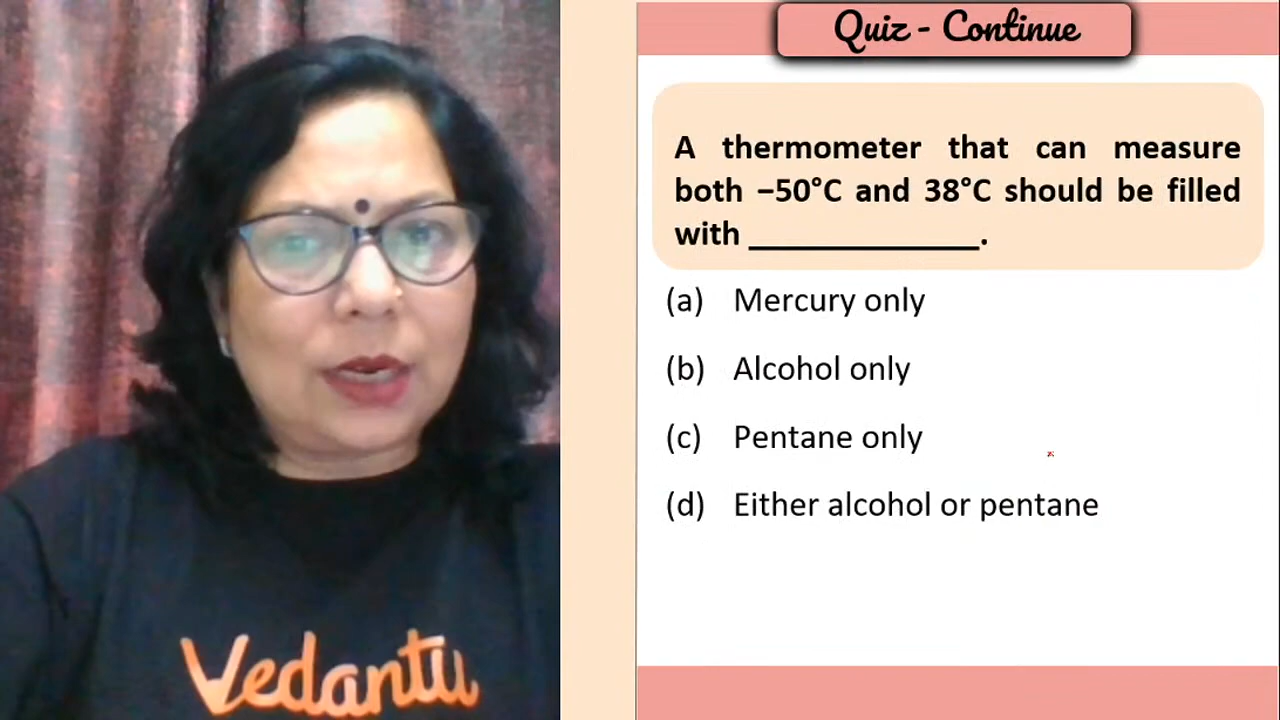 Quiz - Continue
A thermometer that can measure
both −50°C and 38°C should be filled
with ______________.
(a) Mercury only
(b) Alcohol only
(c) Pentane only
(d) Either alcohol or pentane
Vedantu